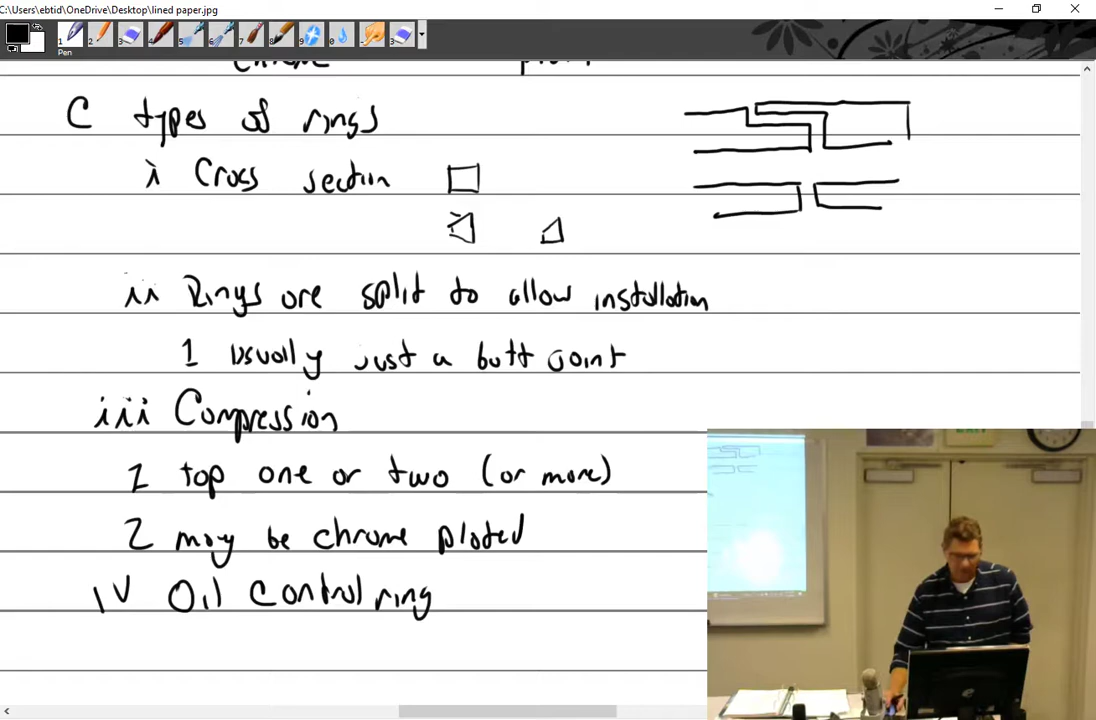 C:\Users\ebtid\OneDrive\Desktop\lined paper.jpg
Pen
C types of rings
i Cross section
ii Rings are split to allow installation
1 usually just a butt joint
iii Compression
1 top one or two (or more)
2 may be chrome plated
iv Oil Control ring
EXIT